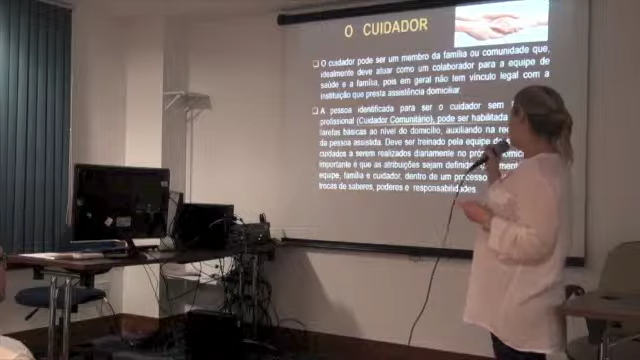 O CUIDADOR
O cuidador pode ser um membro da família ou comunidade que,
idealmente deve atuar como um colaborador para a equipe de
saúde e a família, pois em geral não tem vínculo legal com a
instituição que presta assistência domiciliar.
A pessoa identificada para ser o cuidador sem
profissional (Cuidador Comunitário), pode ser habilitada
tarefas básicas ao nível do domicílio, auxiliando na
da pessoa assistida. Deve ser treinado pela equipe de
cuidados a serem realizados diariamente no
importante é que as atribuições sejam
equipe, família e cuidador, dentro de um processo
trocas de saberes, poderes e responsabilidades